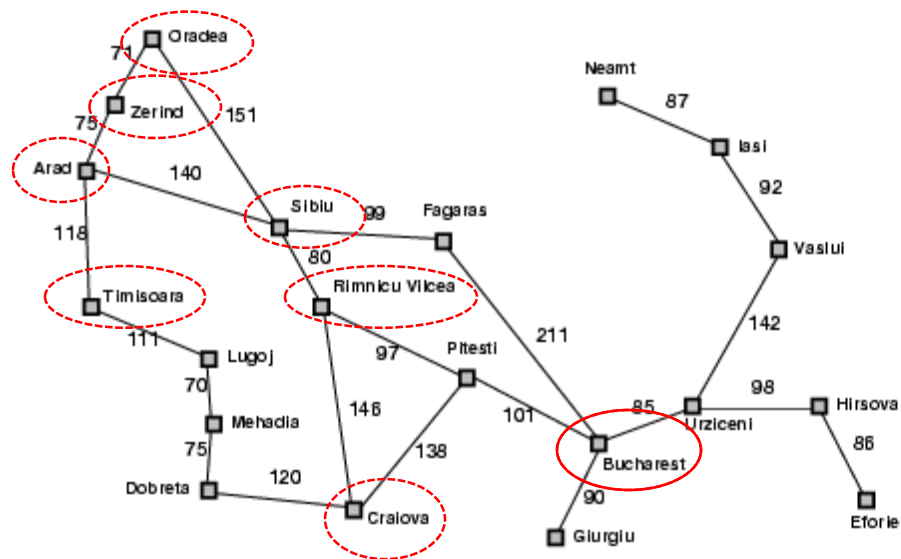 Oradea
71
Neamt
Zerind
87
75
151
Iasi
Arad
140
92
Sibiu
Fagaras
99
118
Vaslui
80
Timisoara
Rimnicu Vilcea
142
111
211
Lugoj
97
Pitesti
70
98
146
101
85
Hirsova
Mehadia
Urziceni
75
138
86
Bucharest
120
Dobreta
90
Craiova
Eforie
Giurgiu